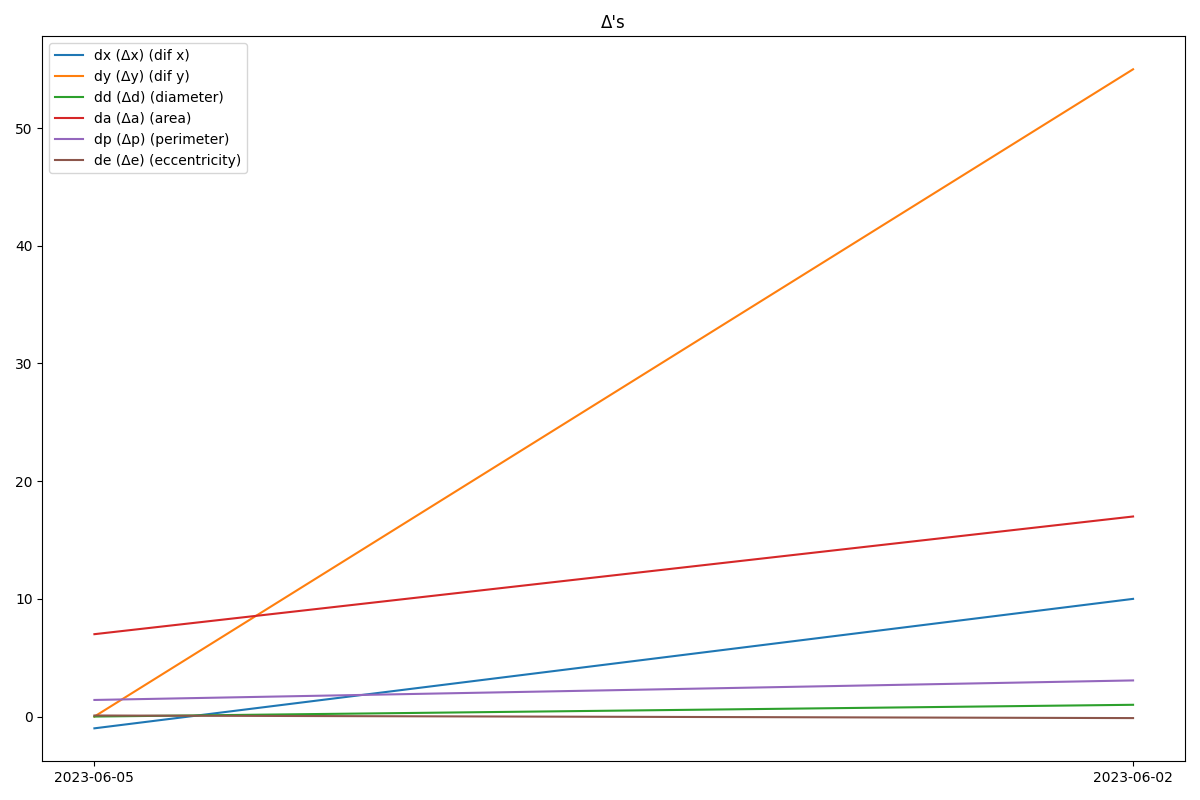 Δ's
dx (Δx) (dif x)
dy (Δy) (dif y)
dd (Δd) (diameter)
da (Δa) (area)
dp (Δp) (perimeter)
de (Δe) (eccentricity)
50
40
30
20
10
0
2023-06-05 2023-06-02